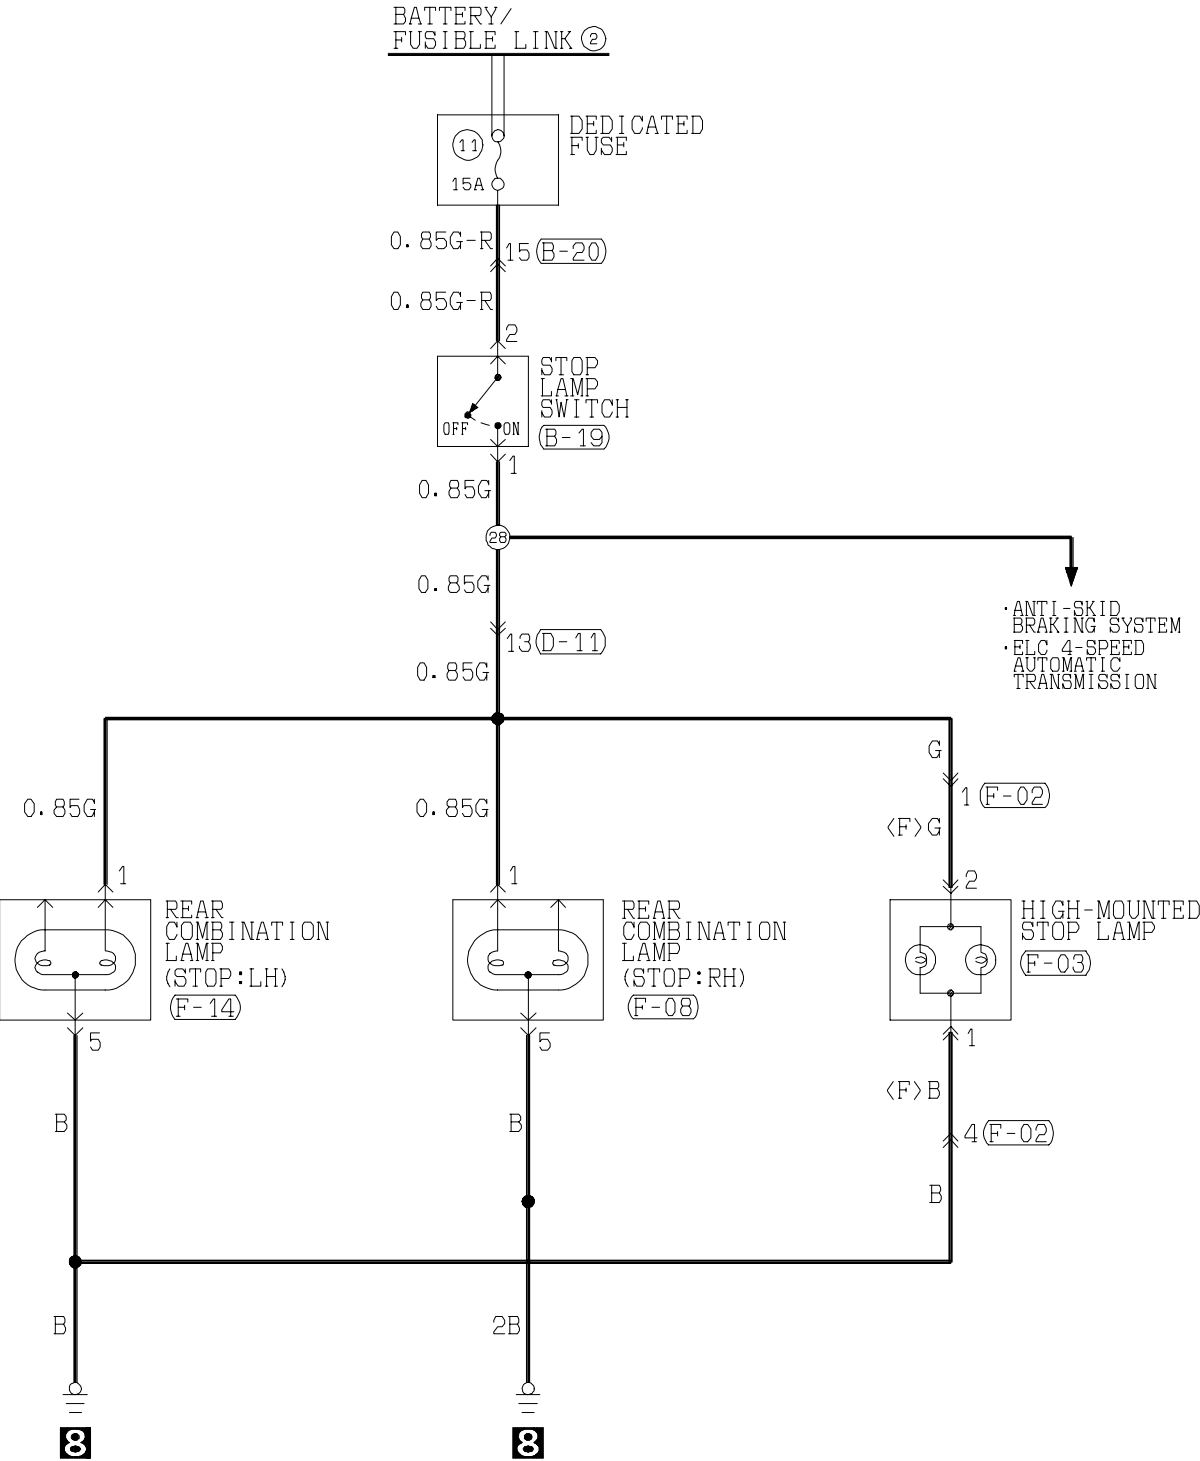 BATTERY/
FUSIBLE LINK ②
DEDICATED
FUSE
11
15A
0.85G-R
15 B-20
0.85G-R
2
STOP
LAMP
SWITCH
OFF ON
B-19
1
0.85G
28
0.85G
·ANTI-SKID
BRAKING SYSTEM
·ELC 4-SPEED
AUTOMATIC
TRANSMISSION
13 D-11
0.85G
G
1 F-02
0.85G
0.85G
<F>G
1
1
2
REAR
COMBINATION
LAMP
(STOP:LH)
F-14
REAR
COMBINATION
LAMP
(STOP:RH)
F-08
HIGH-MOUNTED
STOP LAMP
F-03
5
5
1
<F>B
B
B
4 F-02
B
B
2B
8
8